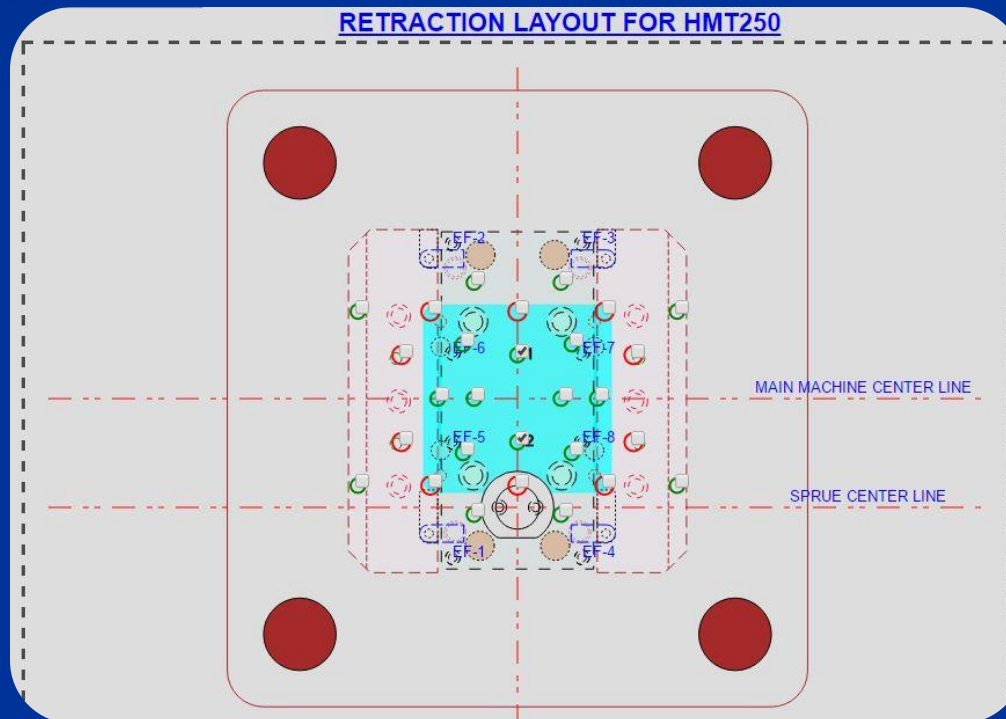 RETRACTION LAYOUT FOR HMT250
EF-2
EF-3
EF-6
1
EF-7
MAIN MACHINE CENTER LINE
EF-5
2
EF-8
SPRUE CENTER LINE
EF-1
EF-4